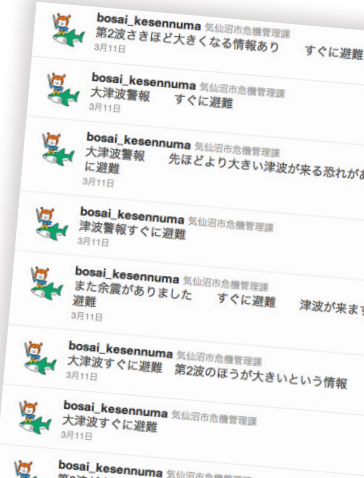 bosai_kesennuma 気仙沼市危機管理課
第2波さきほど大きくなる情報あり　　すぐに避難
3月11日
bosai_kesennuma 気仙沼市危機管理課
大津波警報　　すぐに避難
3月11日
bosai_kesennuma 気仙沼市危機管理課
大津波警報　　先ほどより大きい津波が来る恐れがあ
に避難
3月11日
bosai_kesennuma 気仙沼市危機管理課
津波警報すぐに避難
3月11日
bosai_kesennuma 気仙沼市危機管理課
また余震がありました　　すぐに避難　　津波が来ます
避難
3月11日
bosai_kesennuma 気仙沼市危機管理課
大津波すぐに避難　第2波のほうが大きいという情報
3月11日
bosai_kesennuma 気仙沼市危機管理課
大津波すぐに避難
3月11日
bosai_kesennuma 気仙沼市危機管理課